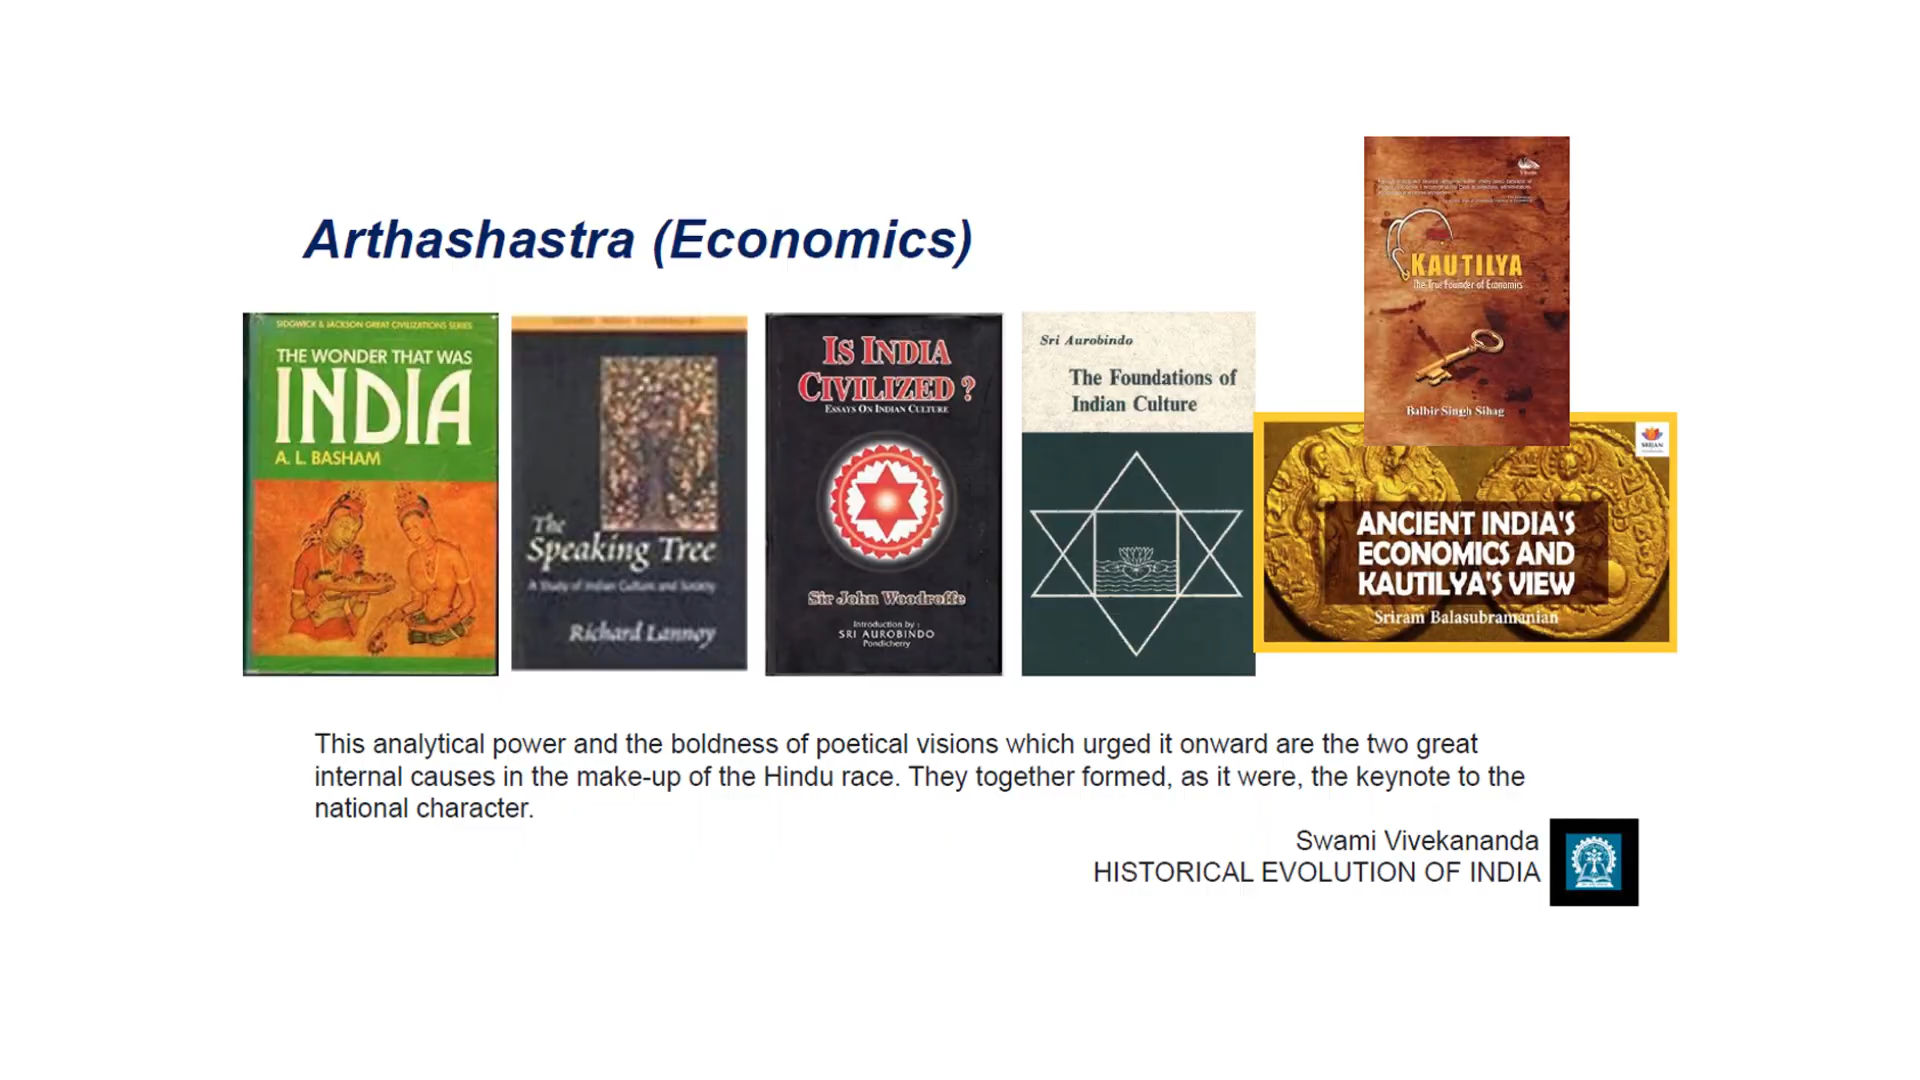 Arthashastra (Economics)
SIDGWICK & JACKSON GREAT CIVILIZATIONS SERIES
THE WONDER THAT WAS
INDIA
A. L. BASHAM
The
Speaking Tree
A Study of Indian Culture and Society
Richard Lannoy
IS INDIA
CIVILIZED ?
ESSAYS ON INDIAN CULTURE
Sir John Woodroffe
Introduction by :
SRI AUROBINDO
Pondicherry
Sri Aurobindo
The Foundations of
Indian Culture
KAUTILYA
The True Founder of Economics
Balbir Singh Sihag
SRIJAN
ANCIENT INDIA'S
ECONOMICS AND
KAUTILYA'S VIEW
Sriram Balasubramanian
This analytical power and the boldness of poetical visions which urged it onward are the two great
internal causes in the make-up of the Hindu race. They together formed, as it were, the keynote to the
national character.
Swami Vivekananda
HISTORICAL EVOLUTION OF INDIA